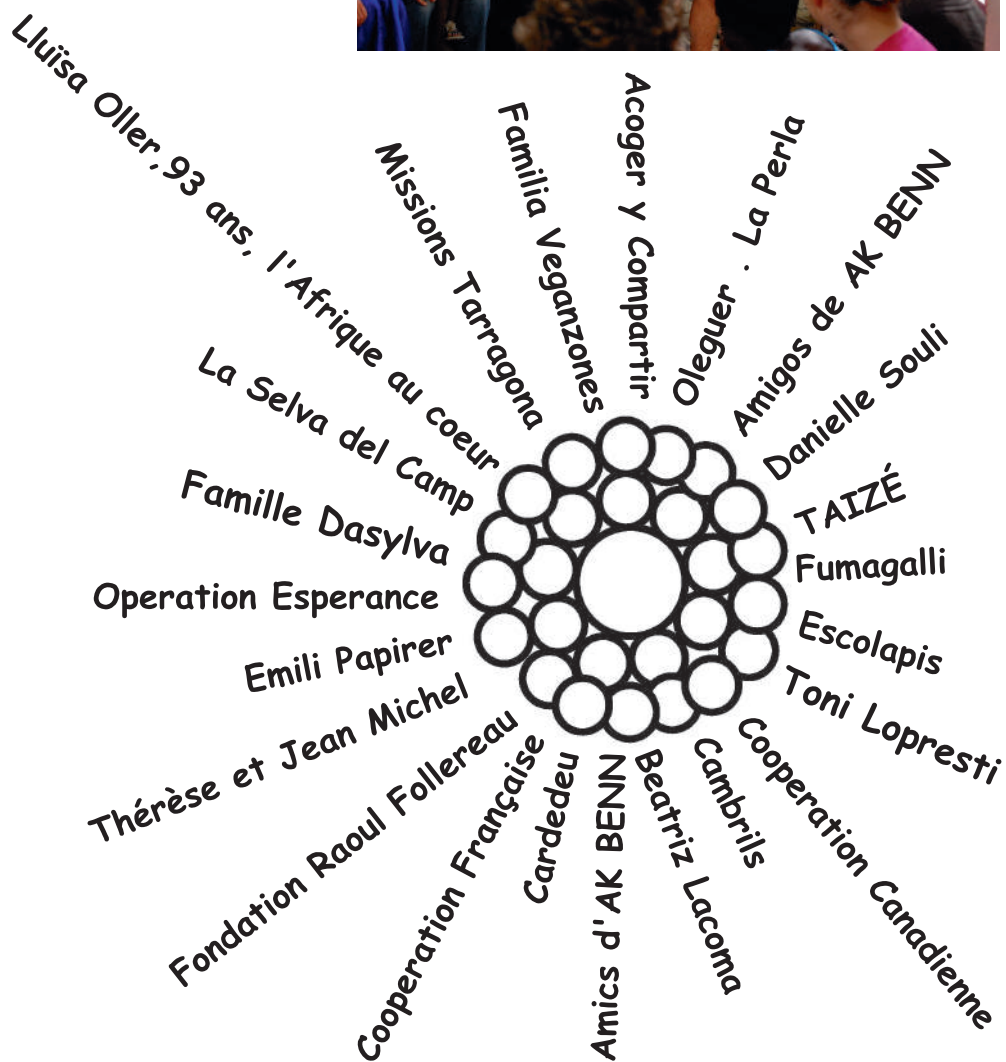 Lluïsa Oller,93 ans, l'Afrique au coeur
Missions Tarragona
Familia Veganzones
Acoger y Compartir
Oleguer . La Perla
Amigos de AK BENN
Danielle Souli
TAIZÉ
Fumagalli
Escolapis
Toni Lopresti
Cooperation Canadienne
Cambrils
Beatriz Lacoma
Amics d'AK BENN
Cardedeu
Cooperation Française
Fondation Raoul Follereau
Thérèse et Jean Michel
Emili Papirer
Operation Esperance
Famille Dasylva
La Selva del Camp